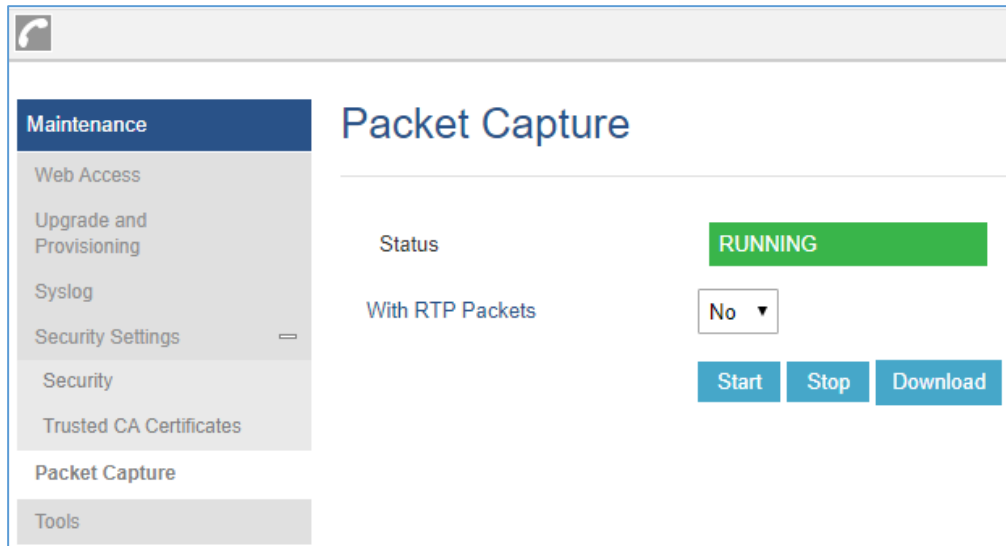 Maintenance
Web Access
Upgrade and
Provisioning
Syslog
Security Settings
Security
Trusted CA Certificates
Packet Capture
Tools
Packet Capture
Status
RUNNING
With RTP Packets
No
Start
Stop
Download